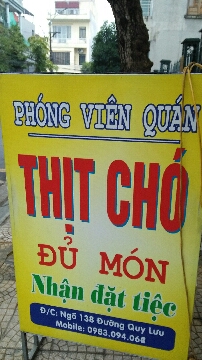 PHÓNG VIÊN QUÁN
THỊT CHÓ
ĐỦ MÓN
Nhận đặt tiệc
Đ/C: Ngõ 138 Đường Quy Lưu
Mobile: 0983.094.068